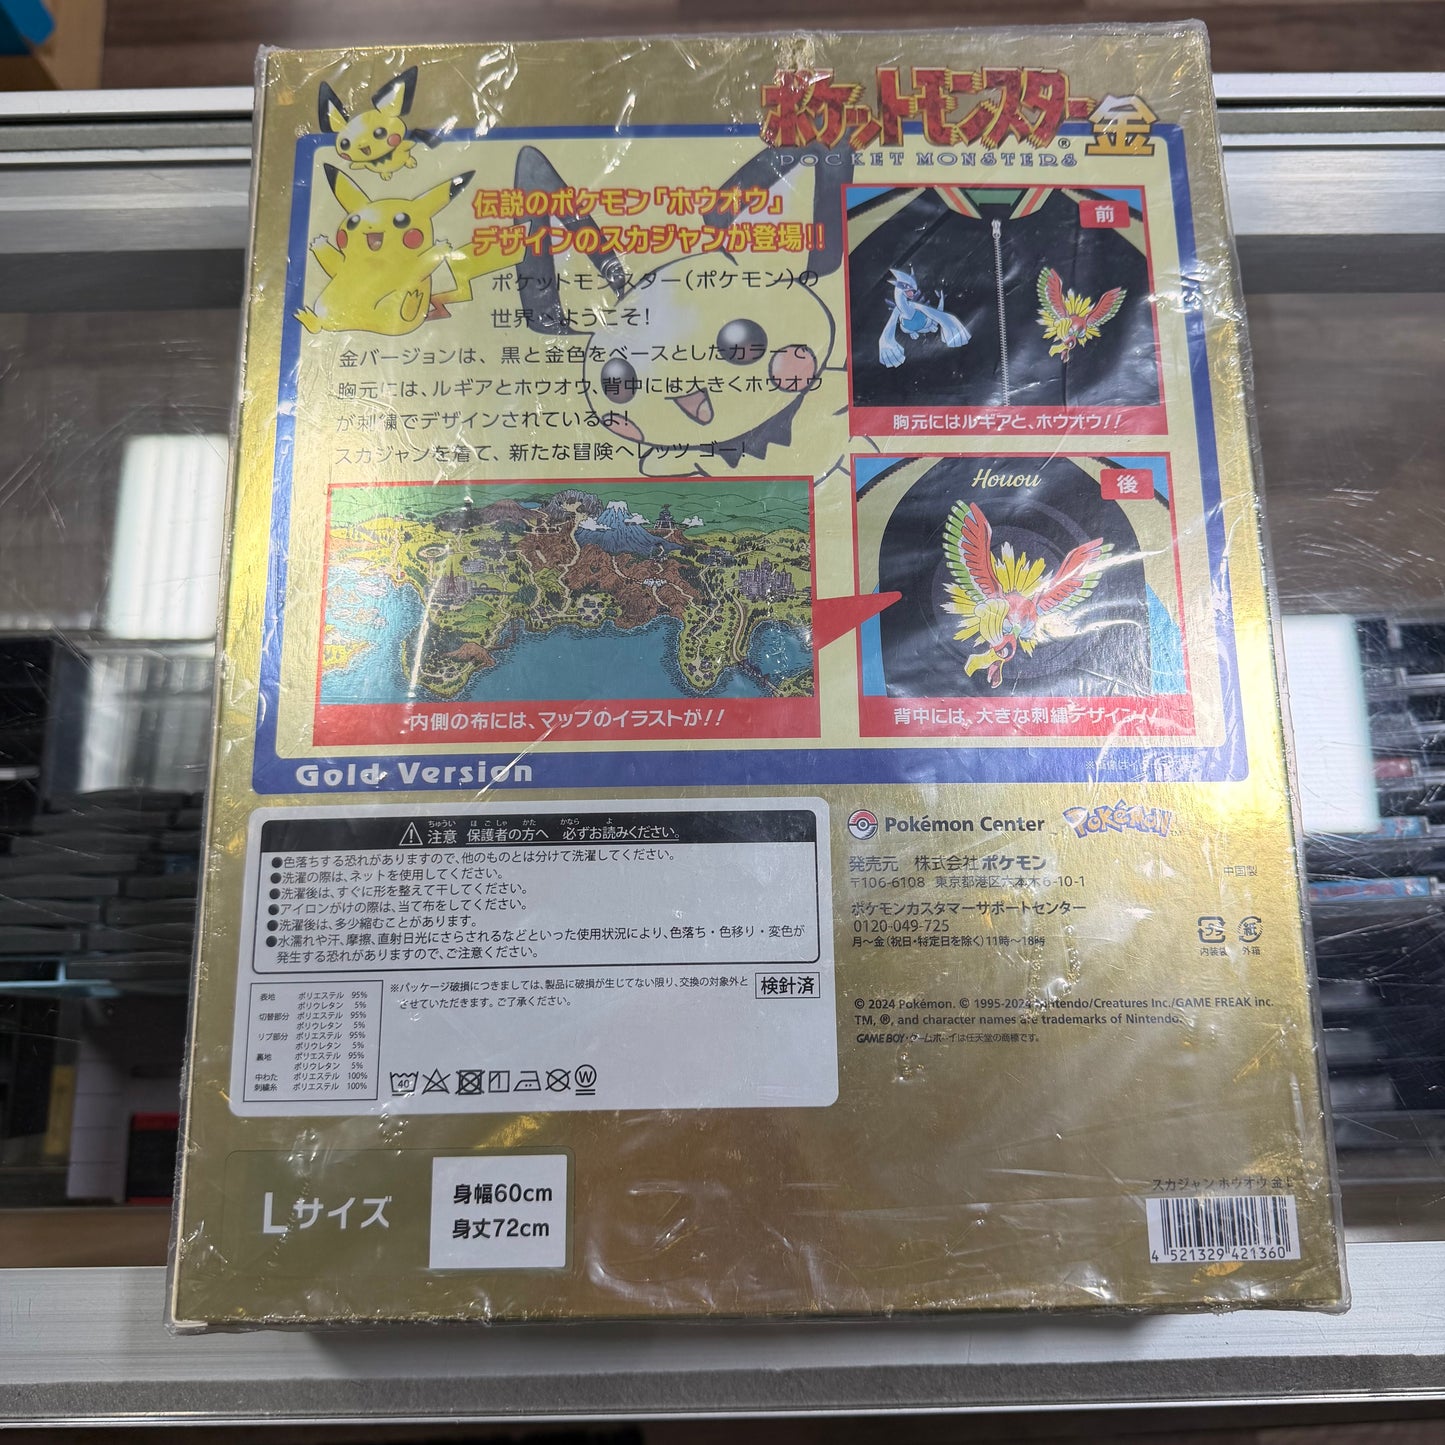 ポケットモンスター金
POCKET MONSTERS
伝説のポケモン「ホウオウ」
デザインのスカジャンが登場!!
ポケットモンスター(ポケモン)の
世界へようこそ!
金バージョンは、黒と金色をベースとしたカラーで
胸元には、ルギアとホウオウ、背中には大きくホウオウ
が刺繍でデザインされているよ!
スカジャンを着て、新たな冒険へレッツ ゴー!
前
胸元にはルギアと、ホウオウ!!
Houou
後
背中には、大きな刺繍デザイン!!
内側の布には、マップのイラストが!!
Gold Version
注意 保護者の方へ 必ずお読みください。
ちゅうい ほごしゃ かた かなら よ
●色落ちする恐れがありますので、他のものとは分けて洗濯してください。
●洗濯の際は、ネットを使用してください。
●洗濯後は、すぐに形を整えて干してください。
●アイロンがけの際は、当て布をしてください。
●洗濯後は、多少縮むことがあります。
●水濡れや汗、摩擦、直射日光にさらされるなどといった使用状況により、色落ち・色移り・変色が
発生する恐れがありますので、ご注意ください。
表地 ポリエステル 95%
ポリウレタン 5%
切替部分 ポリエステル 95%
ポリウレタン 5%
リブ部分 ポリエステル 95%
ポリウレタン 5%
裏地 ポリエステル 95%
ポリウレタン 5%
中わた ポリエステル 100%
刺繍糸 ポリエステル 100%
※パッケージ破損につきましては、製品に破損が生じてない限り、交換の対象外と
させていただきます。ご了承ください。
検針済
40
W
Pokémon Center
Pokémon
発売元 株式会社ポケモン
〒106-6108 東京都港区六本木6-10-1
中国製
ポケモンカスタマーサポートセンター
0120-049-725
月〜金(祝日・特定日を除く)11時〜18時
プラ
内装袋
紙
外箱
© 2024 Pokémon. © 1995-2024 Nintendo/Creatures Inc./GAME FREAK inc.
TM, ®, and character names are trademarks of Nintendo.
GAME BOY・ゲームボーイは任天堂の商標です。
Lサイズ
身幅60cm
身丈72cm
スカジャン ホウオウ 金 L
4 521329 421360